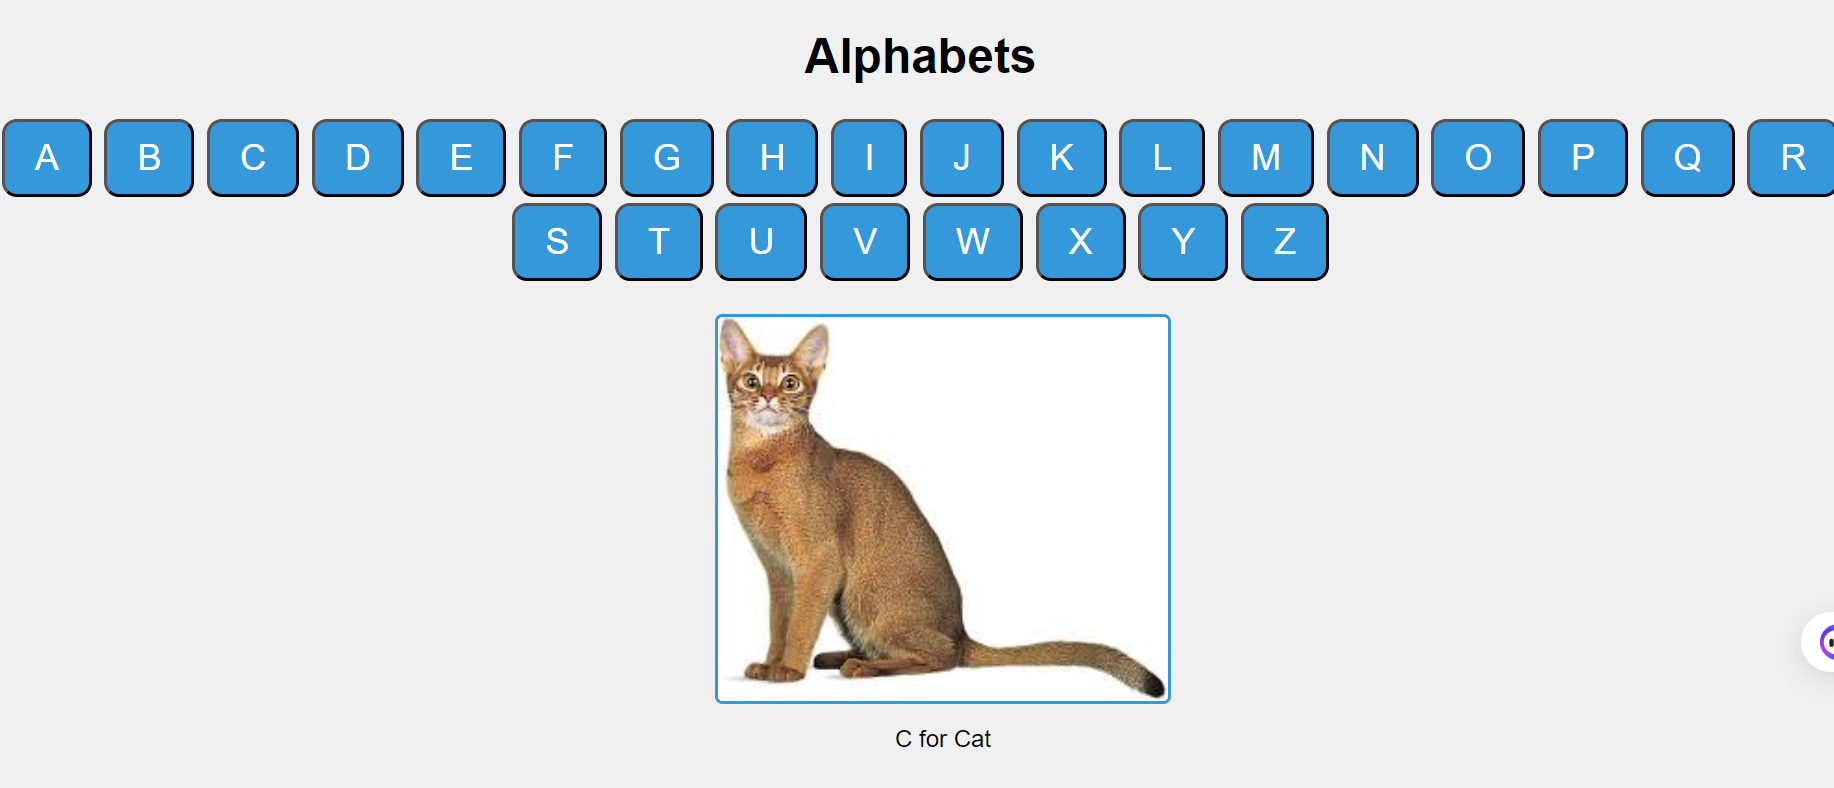 Alphabets
A B C D E F G H I J K L M N O P Q R
S T U V W X Y Z
C for Cat